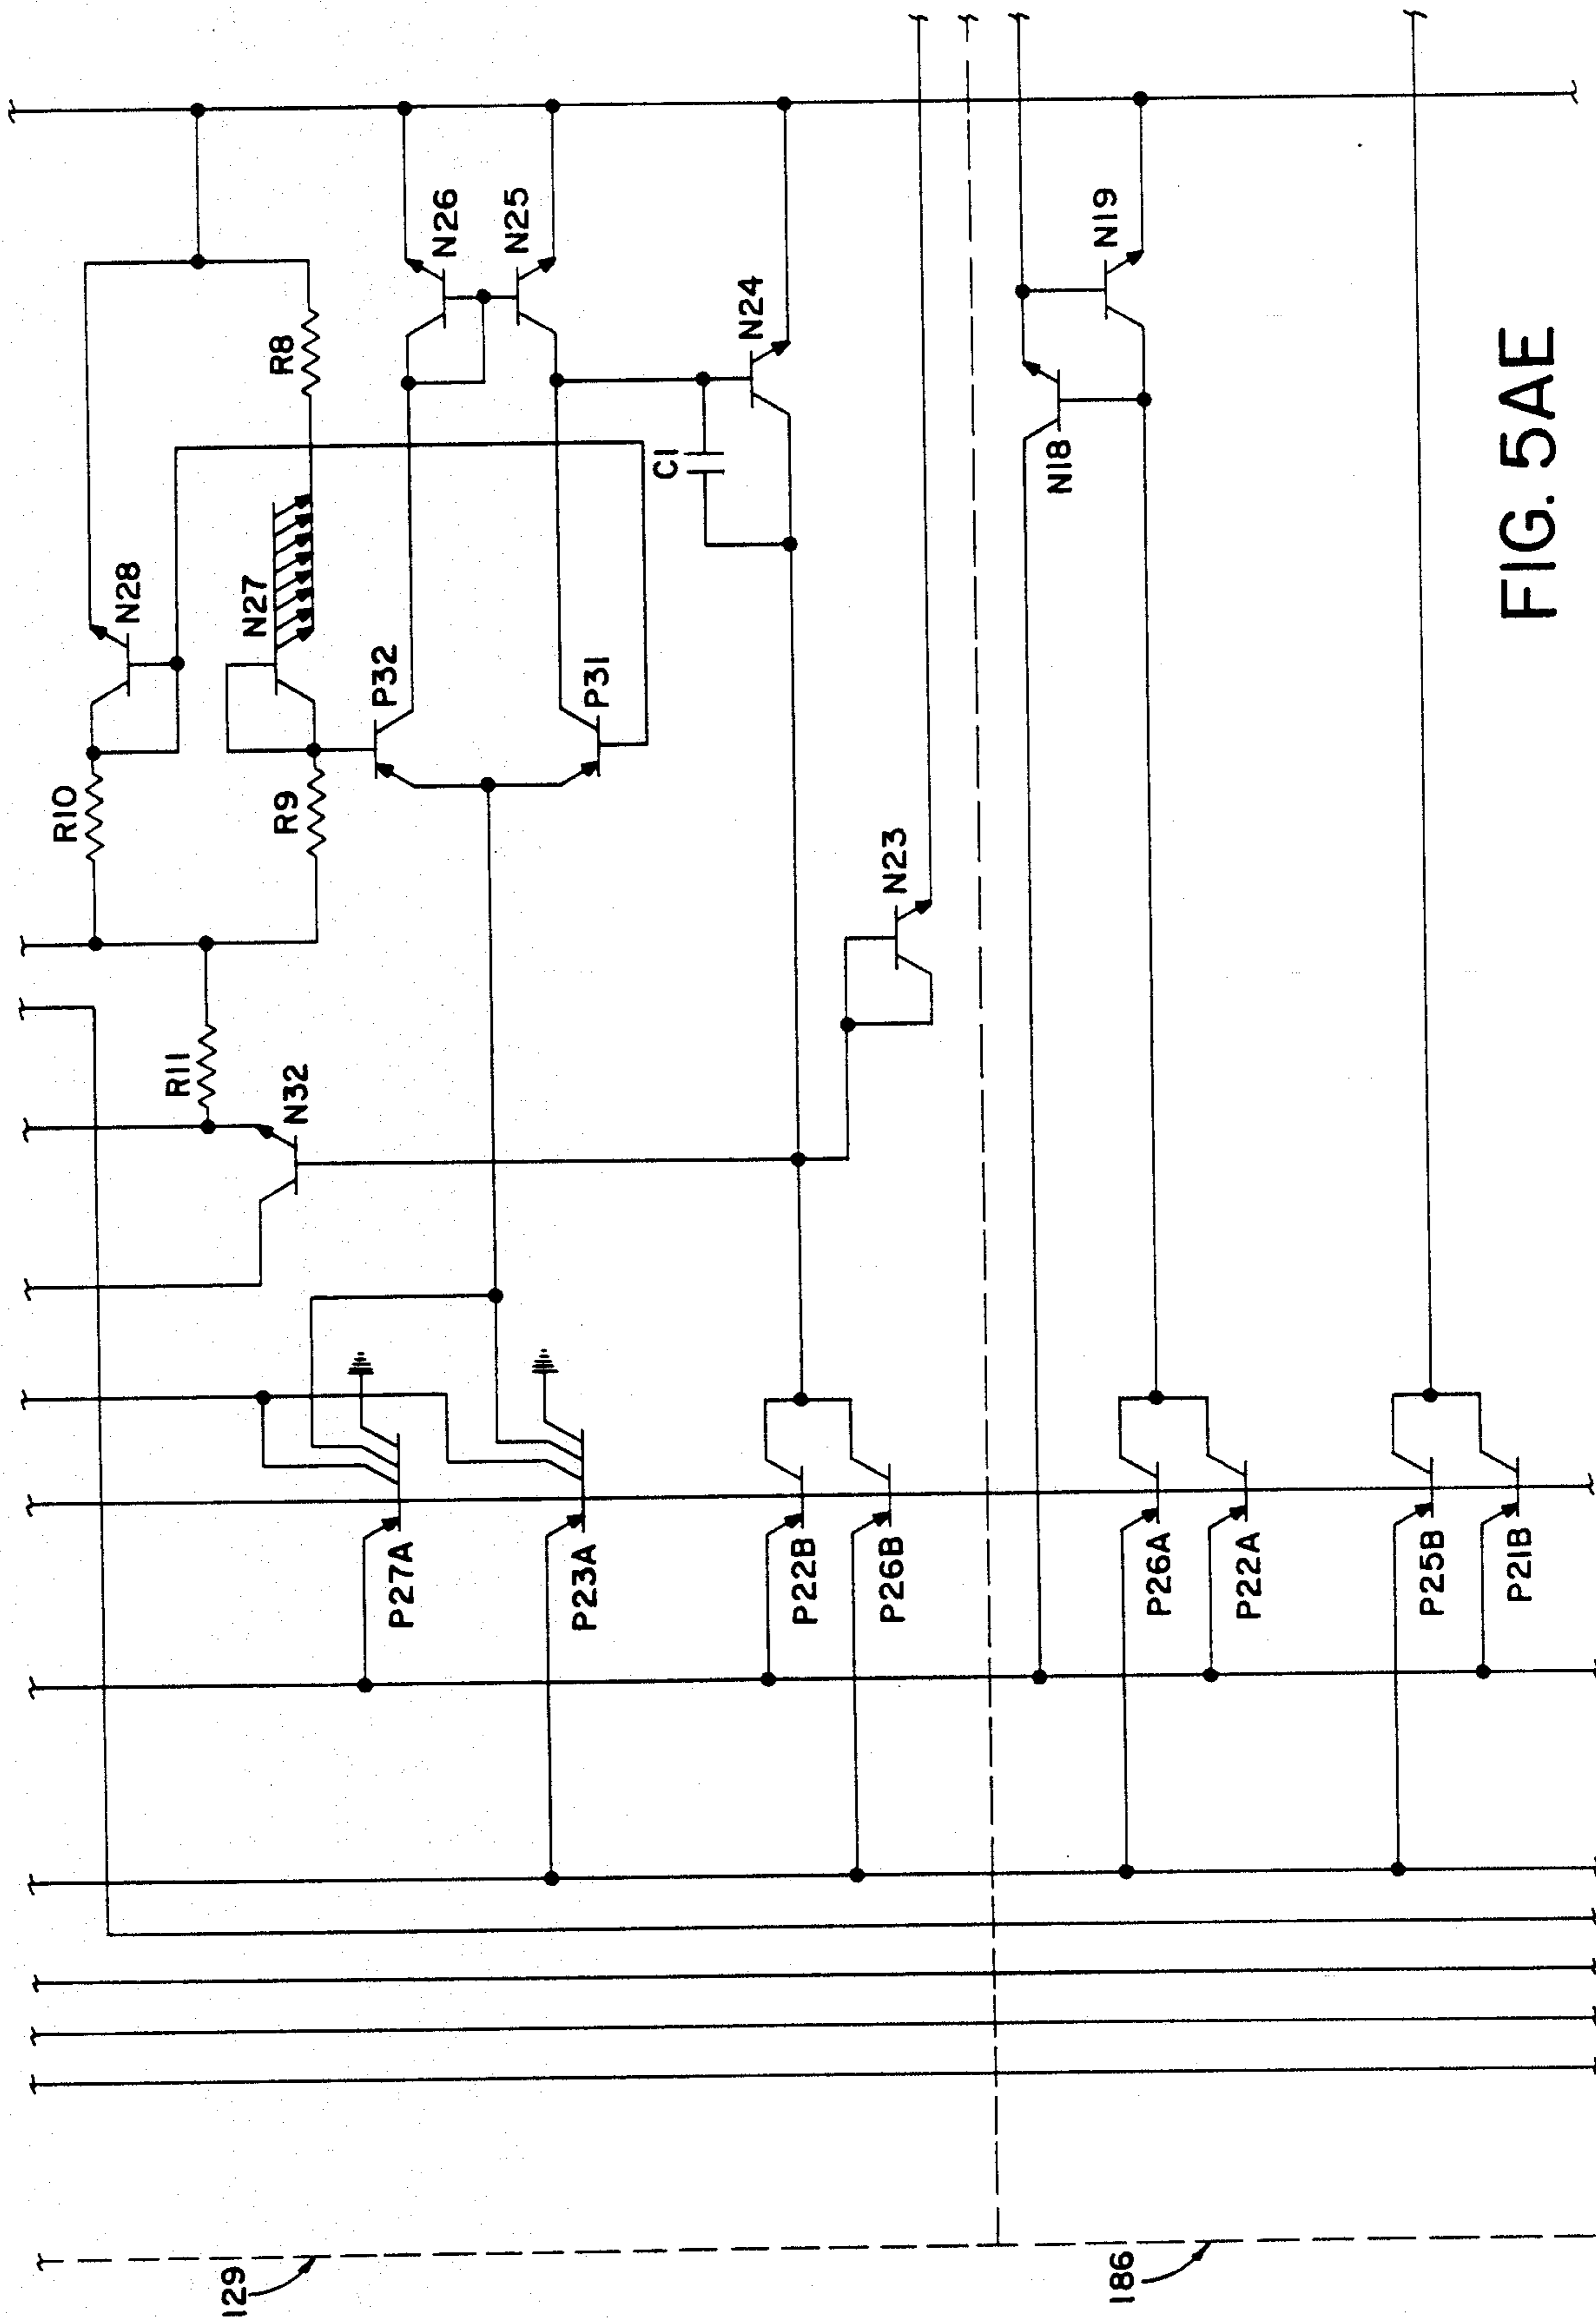 129
186
P27A
P23A
P22B
P26B
P26A
P22A
P25B
P21B
R11
N32
R10
R9
N28
N27
R8
P32
P31
N26
N25
C1
N24
N23
N18
N19
FIG. 5AE